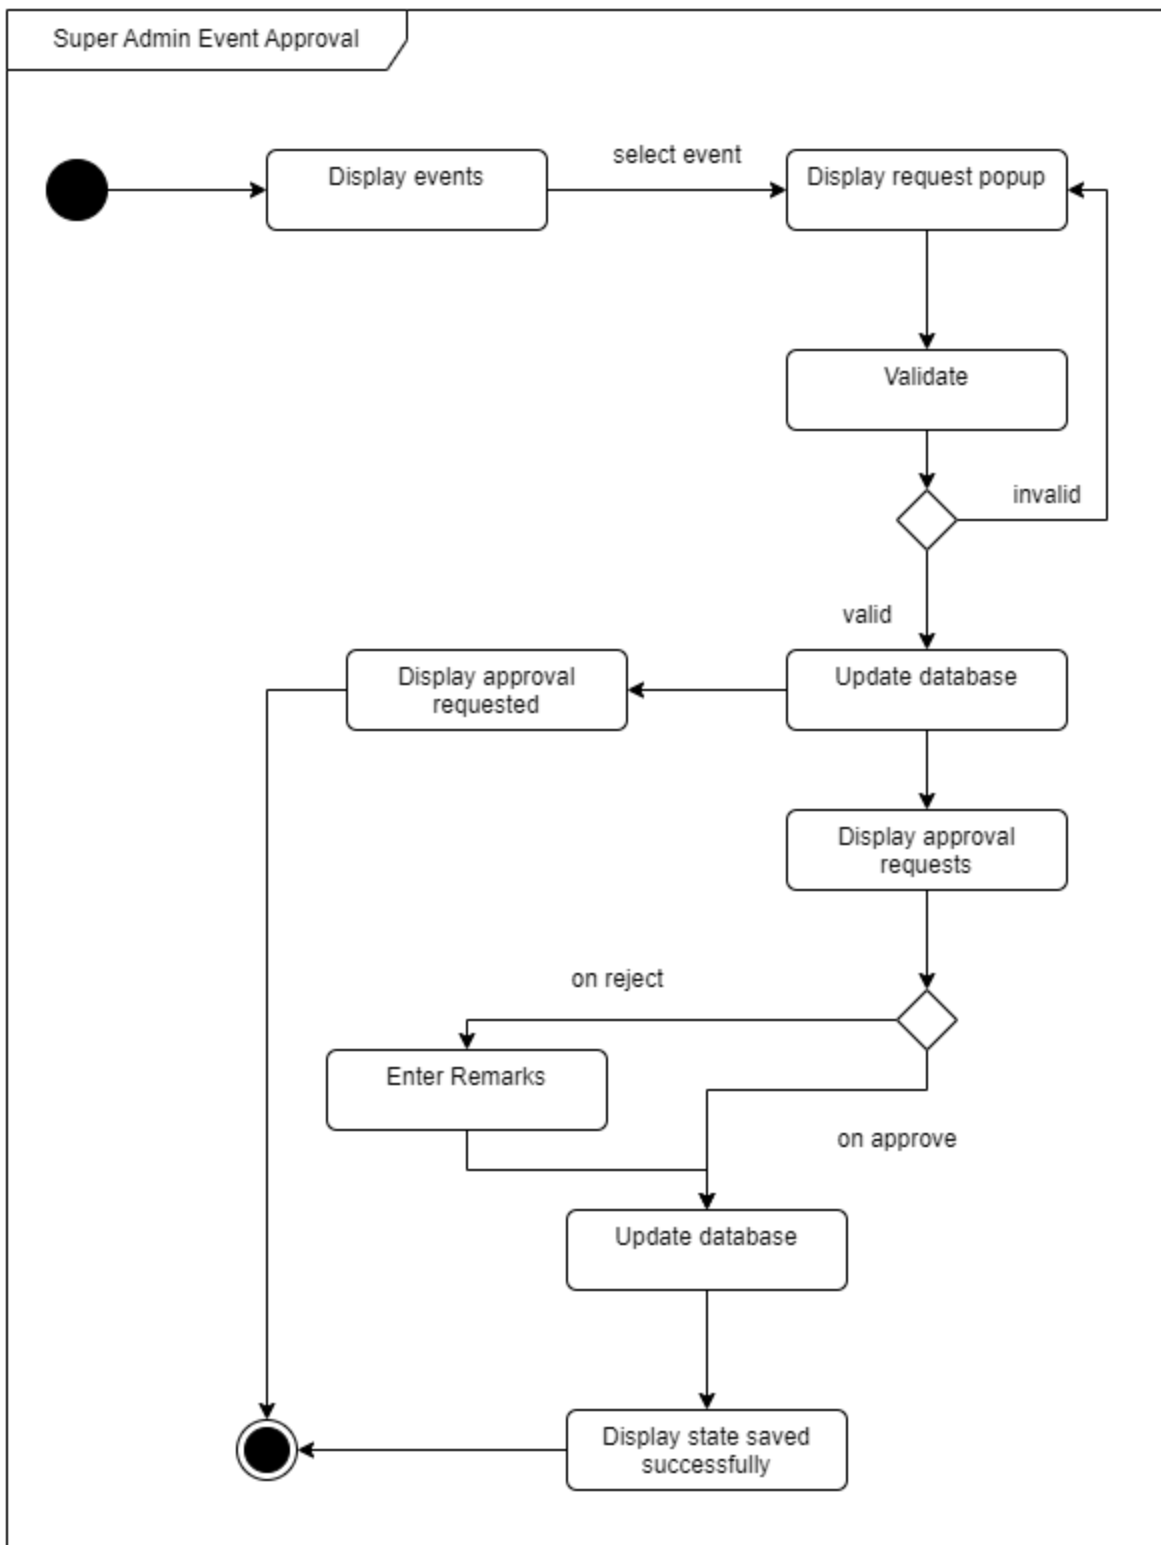 Super Admin Event Approval
Display events
select event
Display request popup
Validate
invalid
valid
Display approval
requested
Update database
Display approval
requests
on reject
Enter Remarks
on approve
Update database
Display state saved
successfully